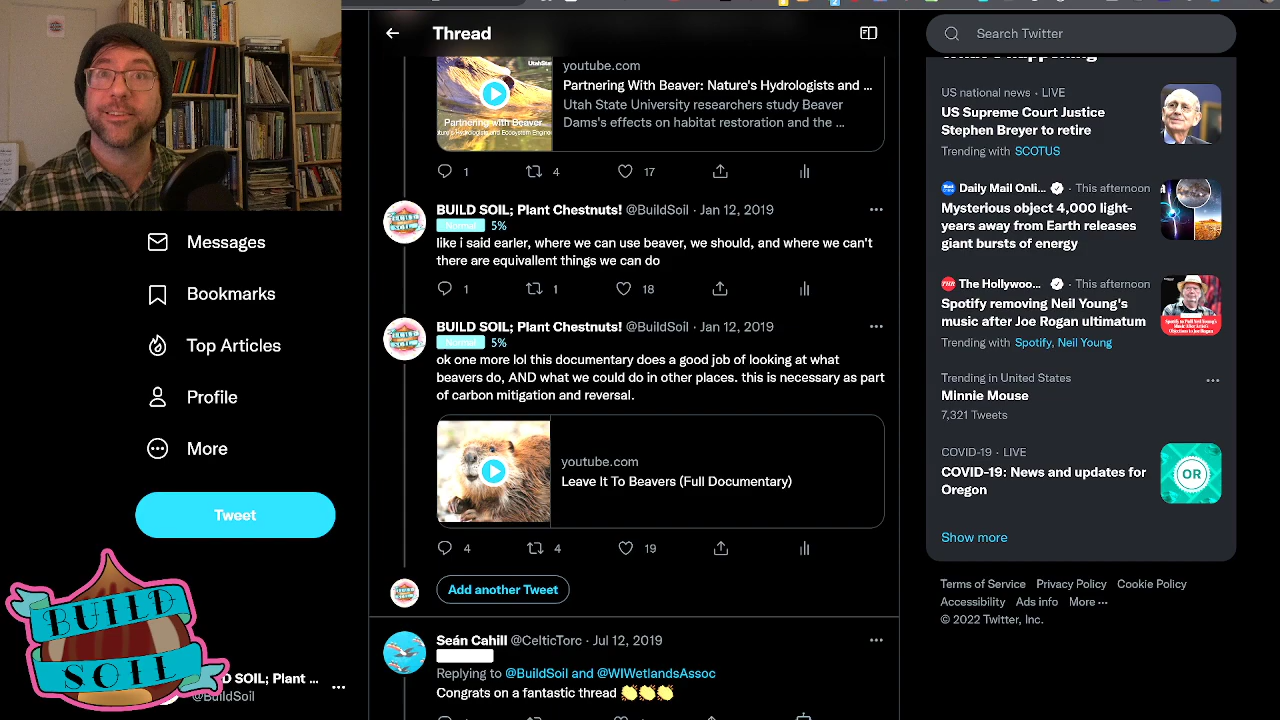 Thread
Search Twitter
youtube.com
Partnering With Beaver: Nature's Hydrologists and ...
Utah State University researchers study Beaver
Dams's effects on habitat restoration and the ...
Partnering with Beaver
1 4 17
BUILD SOIL; Plant Chestnuts! @BuildSoil · Jan 12, 2019
Normal 5%
like i said earler, where we can use beaver, we should, and where we can't
there are equivallent things we can do
1 1 18
BUILD SOIL; Plant Chestnuts! @BuildSoil · Jan 12, 2019
Normal 5%
ok one more lol this documentary does a good job of looking at what
beavers do, AND what we could do in other places. this is necessary as part
of carbon mitigation and reversal.
youtube.com
Leave It To Beavers (Full Documentary)
4 4 19
Add another Tweet
Seán Cahill @CelticTorc · Jul 12, 2019
Replying to @BuildSoil and @WIWetlandsAssoc
Congrats on a fantastic thread 👏👏👏
Messages
Bookmarks
Top Articles
Profile
More
Tweet
BUILD
SOIL
D SOIL; Plant ...
@BuildSoil
US national news · LIVE
US Supreme Court Justice
Stephen Breyer to retire
Trending with SCOTUS
Daily Mail Onli... · This afternoon
Mysterious object 4,000 light-
years away from Earth releases
giant bursts of energy
The Hollywoo... · This afternoon
Spotify removing Neil Young's
music after Joe Rogan ultimatum
Trending with Spotify, Neil Young
Trending in United States
Minnie Mouse
7,321 Tweets
COVID-19 · LIVE
COVID-19: News and updates for
Oregon
OR
Show more
Terms of Service Privacy Policy Cookie Policy
Accessibility Ads info More ···
© 2022 Twitter, Inc.